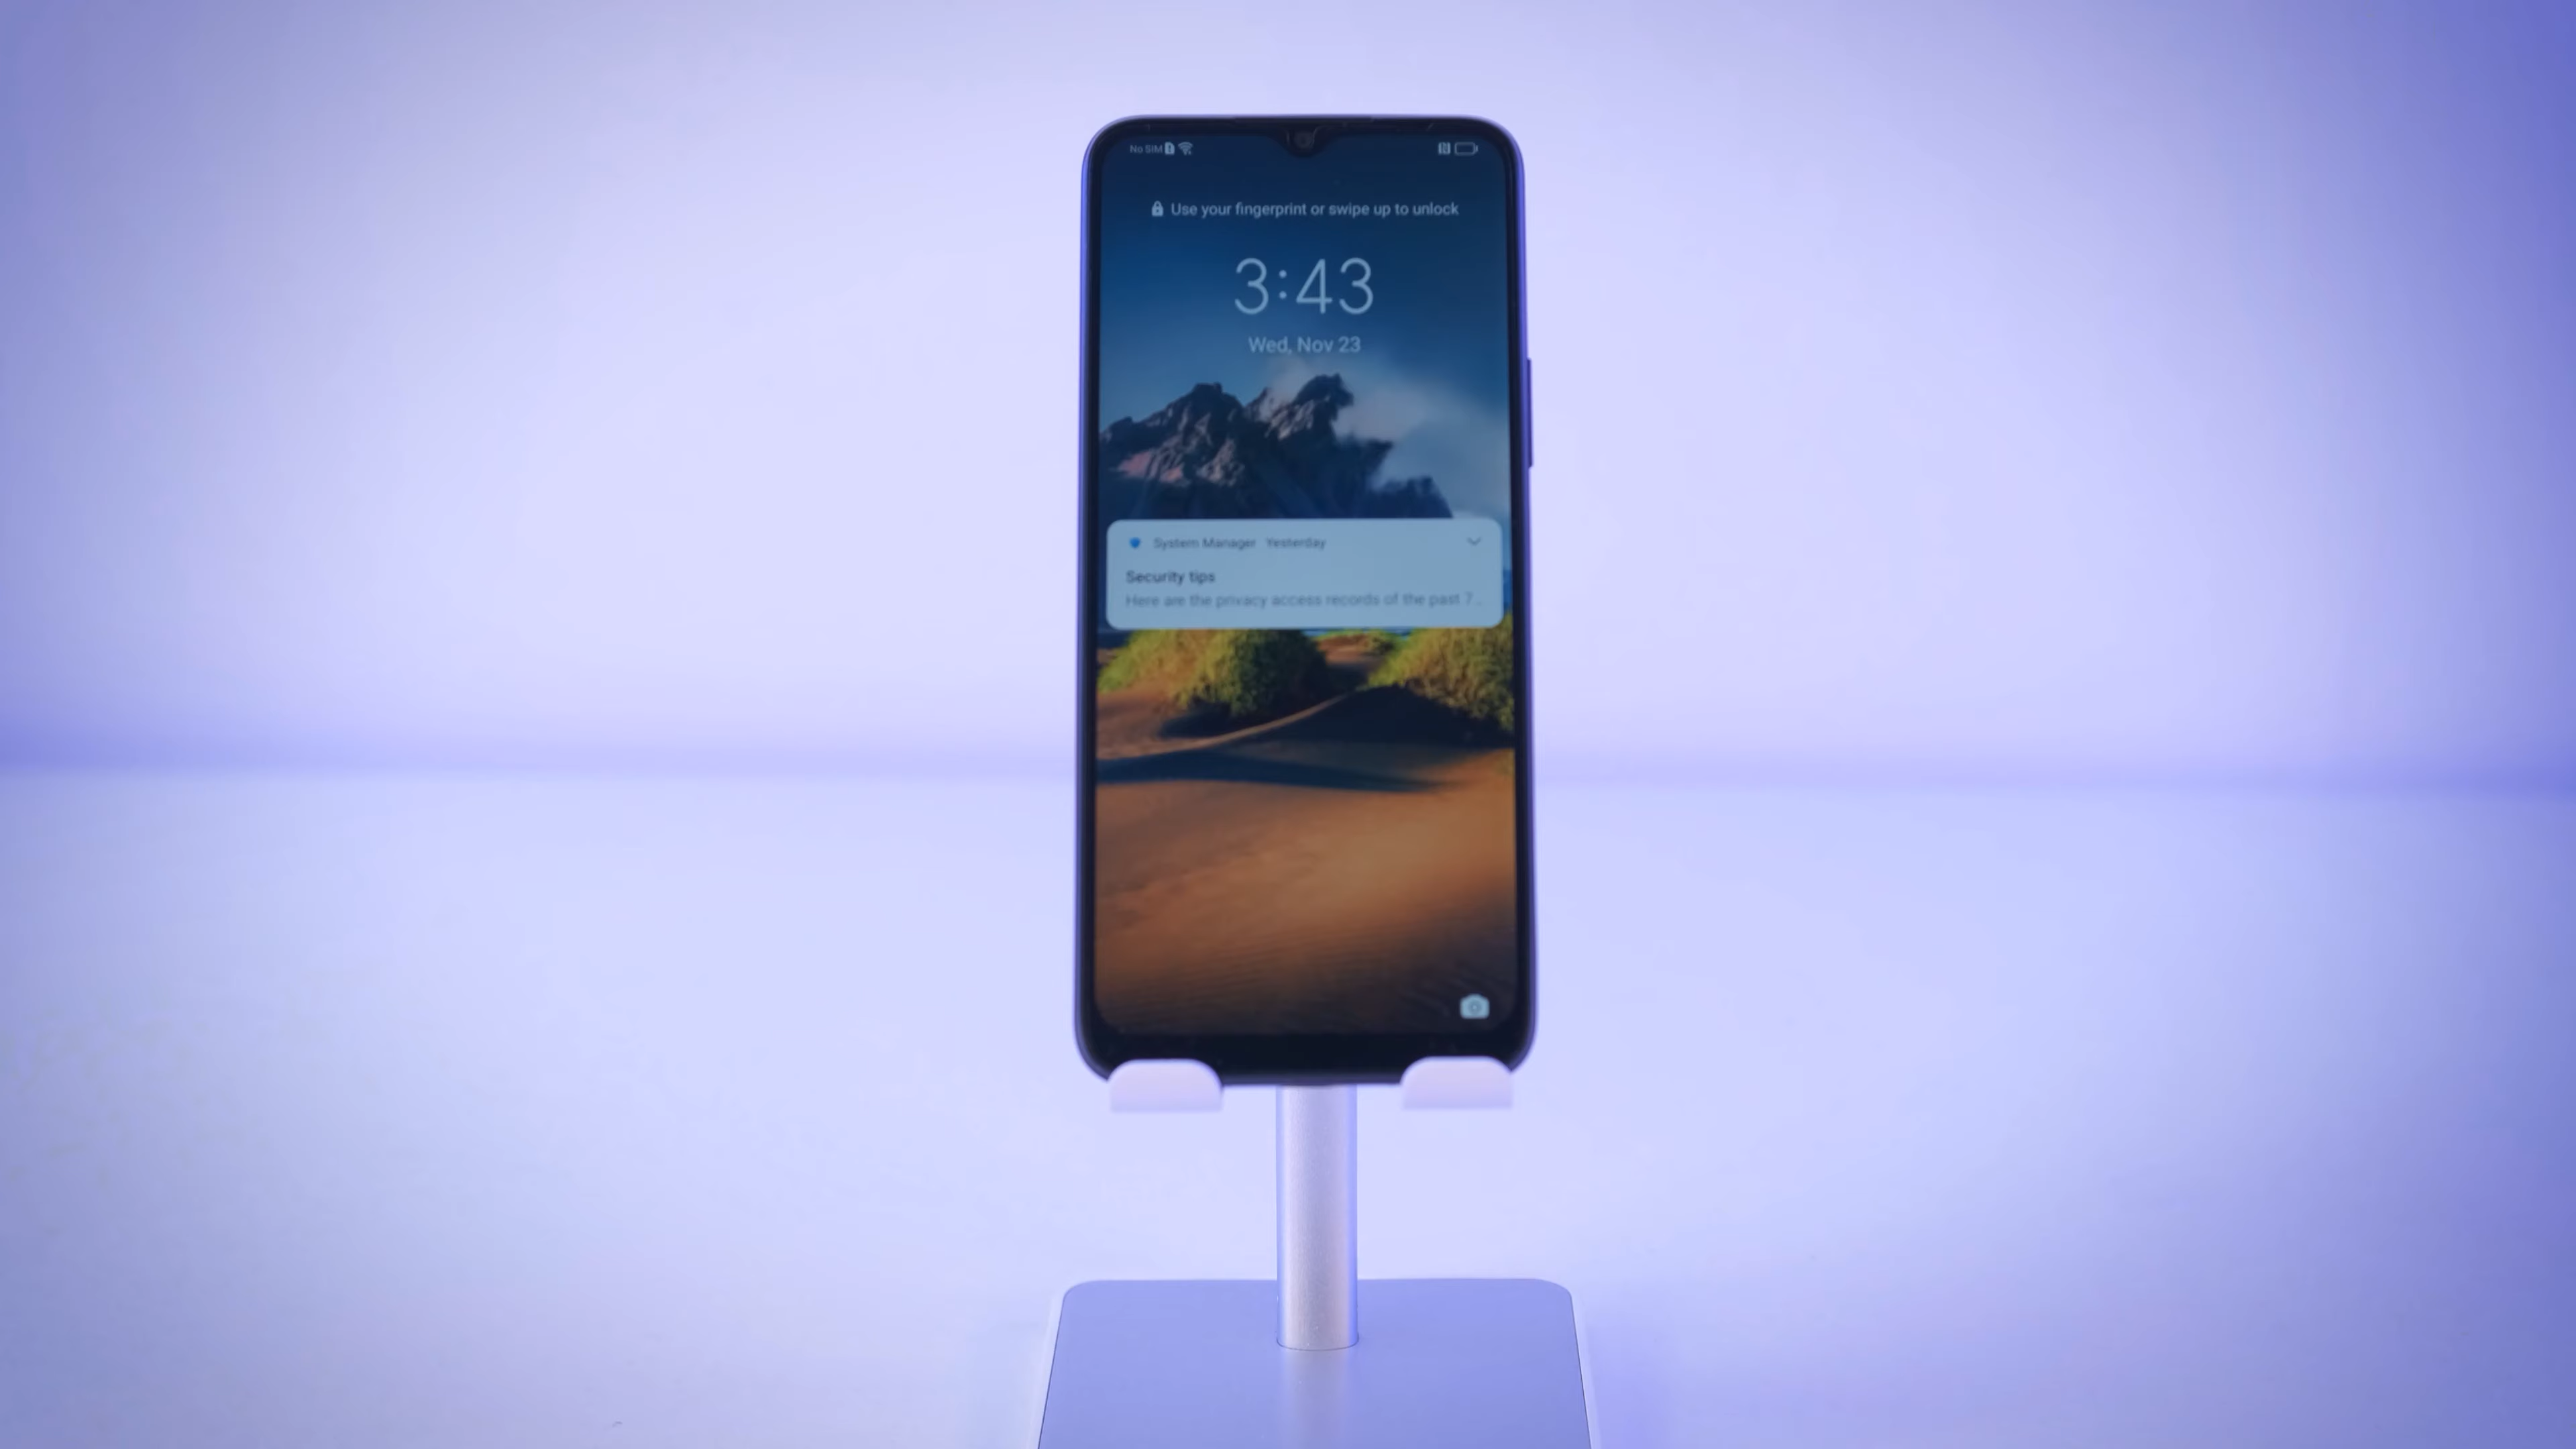 No SIM
Use your fingerprint or swipe up to unlock
3:43
Wed, Nov 23
System Manager Yesterday
Security tips
Here are the privacy access records of the past 7...